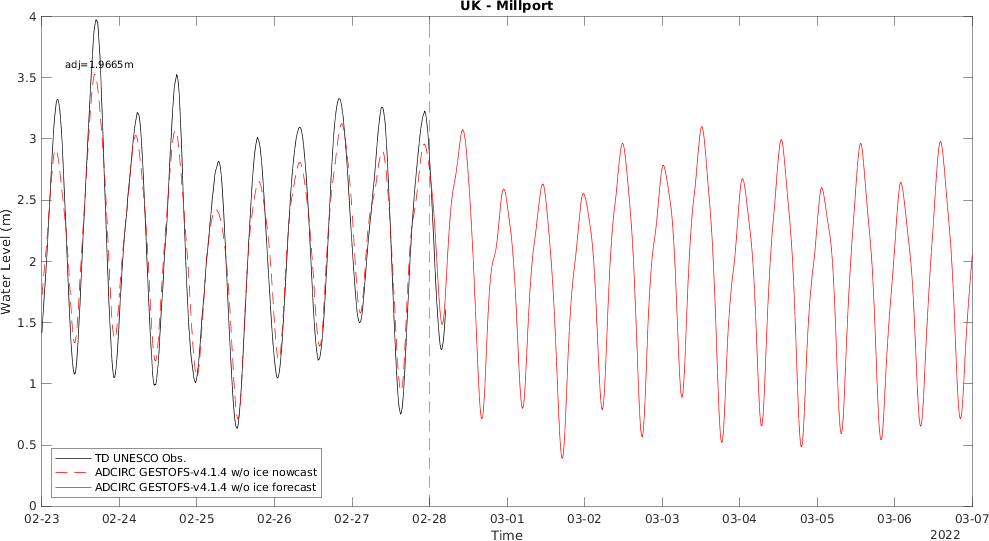 UK - Millport
4
3.5
3
2.5
2
1.5
1
0.5
0
Water Level (m)
adj=1.9665m
TD UNESCO Obs.
ADCIRC GESTOFS-v4.1.4 w/o ice nowcast
ADCIRC GESTOFS-v4.1.4 w/o ice forecast
02-23 02-24 02-25 02-26 02-27 02-28 03-01 03-02 03-03 03-04 03-05 03-06 03-07
Time
2022